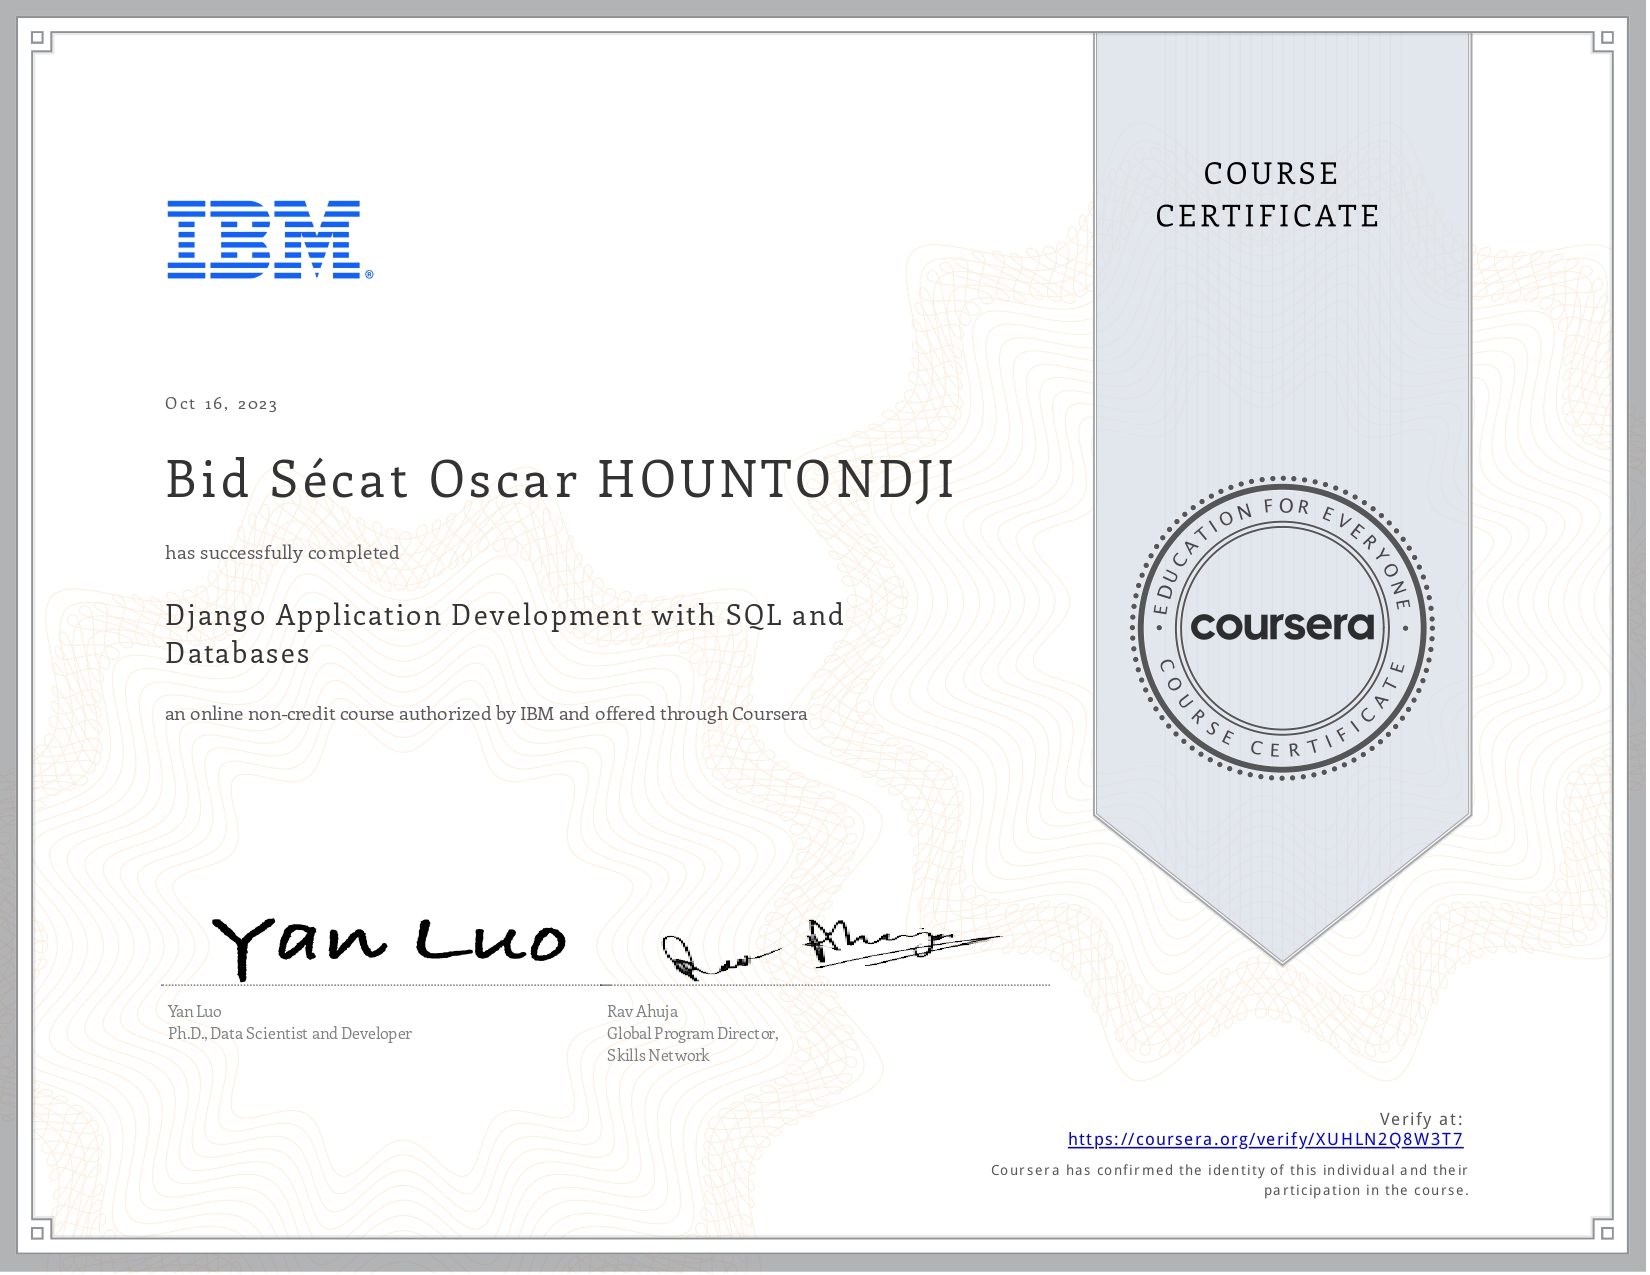 COURSE
CERTIFICATE
IBM®
Oct 16, 2023
Bid Sécat Oscar HOUNTONDJI
has successfully completed
Django Application Development with SQL and
Databases
an online non-credit course authorized by IBM and offered through Coursera
EDUCATION FOR EVERYONE
coursera
COURSE CERTIFICATE
Yan Luo
Rav Ahuja
Yan Luo
Ph.D., Data Scientist and Developer
Rav Ahuja
Global Program Director,
Skills Network
Verify at:
https://coursera.org/verify/XUHLN2Q8W3T7
Coursera has confirmed the identity of this individual and their
participation in the course.